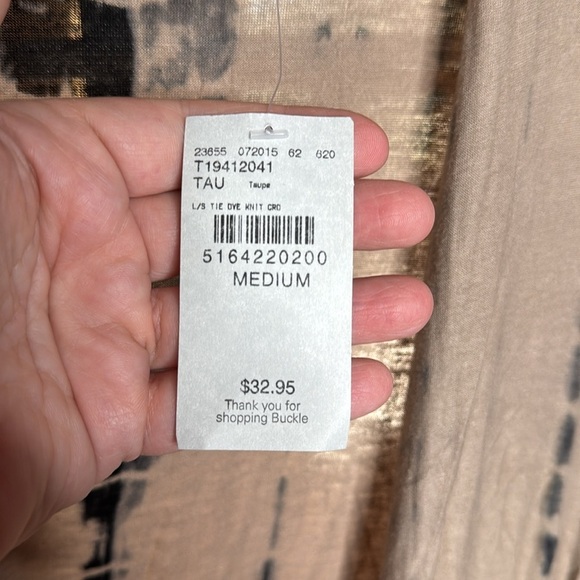 23655 072015 62 620
T19412041
TAU Taupe
L/S TIE DYE KNIT CRD
5164220200
MEDIUM
$32.95
Thank you for
shopping Buckle